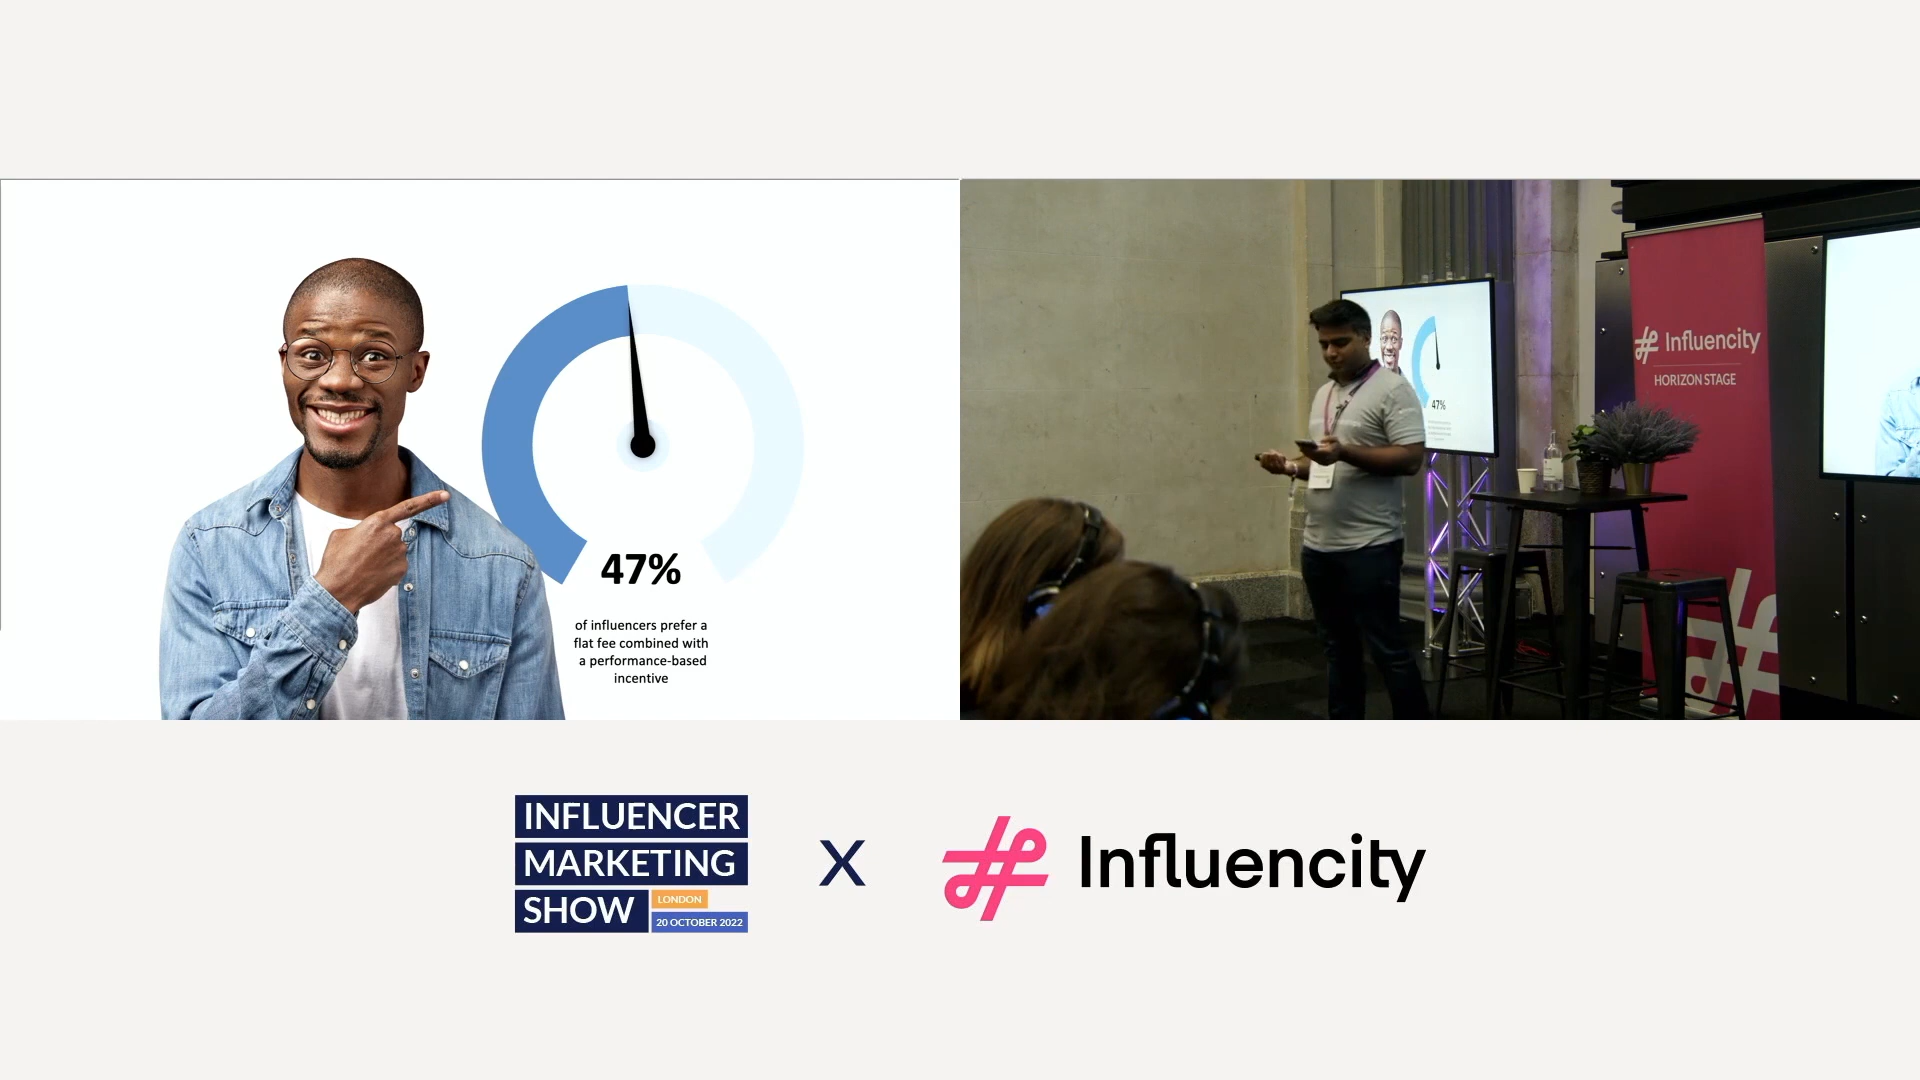 47%
of influencers prefer a
flat fee combined with
a performance-based
incentive
47%
Influencity
HORIZON STAGE
INFLUENCER
MARKETING
SHOW
LONDON
20 OCTOBER 2022
X
Influencity